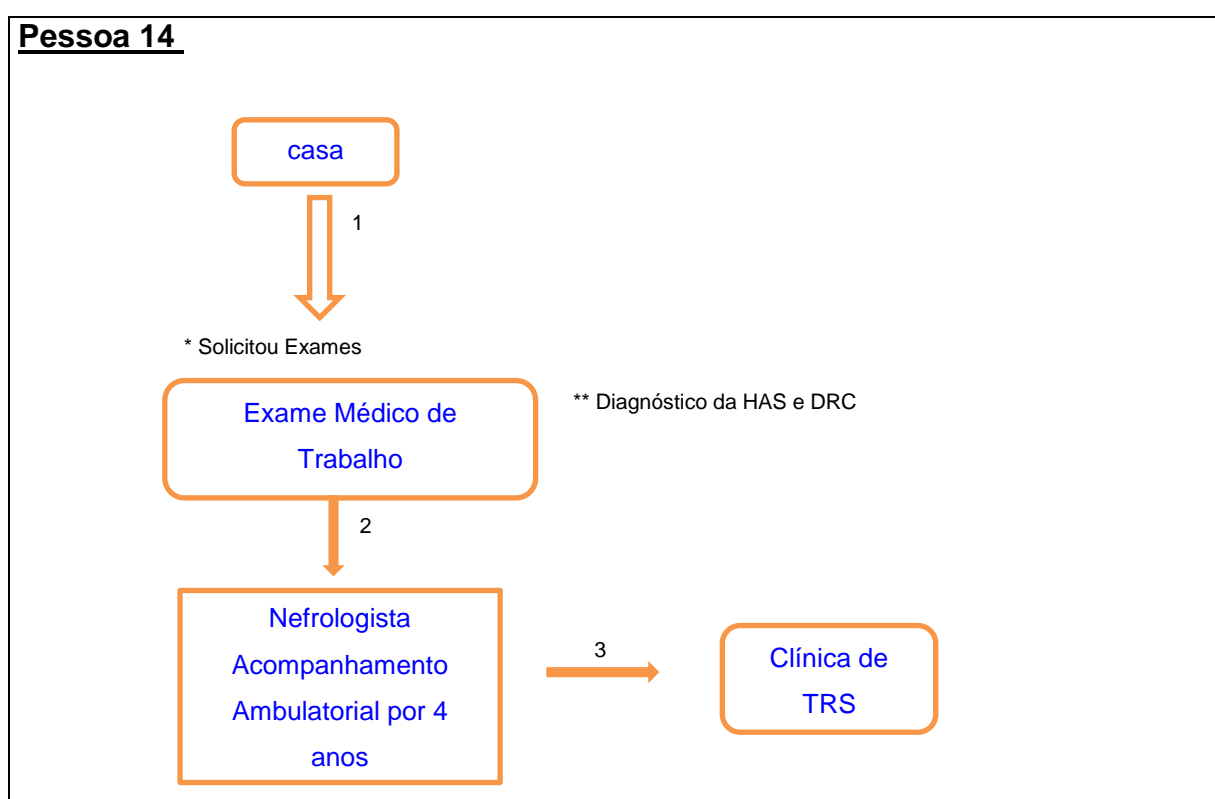 Pessoa 14
casa
1
* Solicitou Exames
Exame Médico de
Trabalho
** Diagnóstico da HAS e DRC
2
Nefrologista
Acompanhamento
Ambulatorial por 4
anos
3
Clínica de
TRS